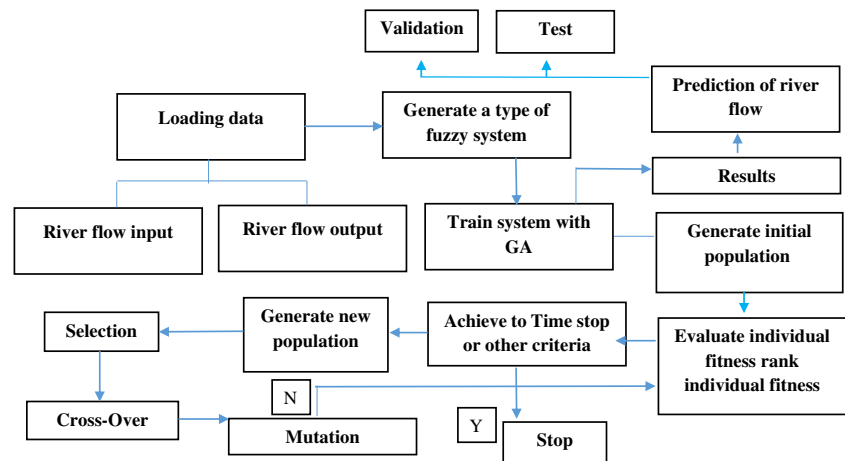 Validation
Test
Prediction of river
flow
Loading data
Generate a type of
fuzzy system
Results
River flow input
River flow output
Train system with
GA
Generate initial
population
Selection
Generate new
population
Achieve to Time stop
or other criteria
Evaluate individual
fitness rank
individual fitness
N
Cross-Over
Mutation
Y
Stop